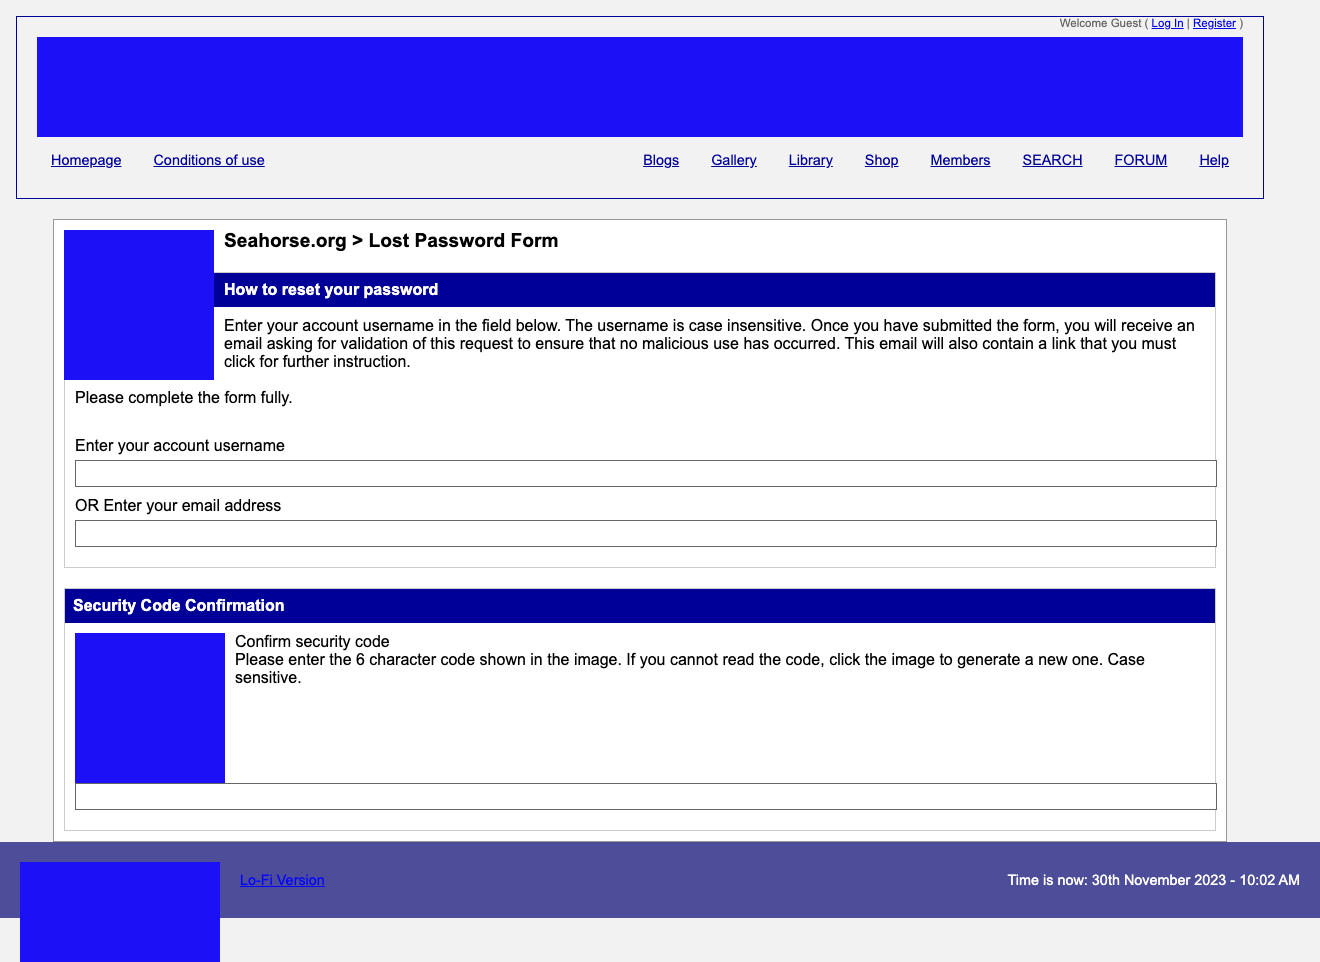 Welcome Guest ( Log In | Register )
Homepage Conditions of use Blogs Gallery Library Shop Members SEARCH FORUM Help
Seahorse.org > Lost Password Form
How to reset your password
Enter your account username in the field below. The username is case insensitive. Once you have submitted the form, you will receive an
email asking for validation of this request to ensure that no malicious use has occurred. This email will also contain a link that you must
click for further instruction.
Please complete the form fully.
Enter your account username
OR Enter your email address
Security Code Confirmation
Confirm security code
Please enter the 6 character code shown in the image. If you cannot read the code, click the image to generate a new one. Case
sensitive.
Lo-Fi Version Time is now: 30th November 2023 - 10:02 AM